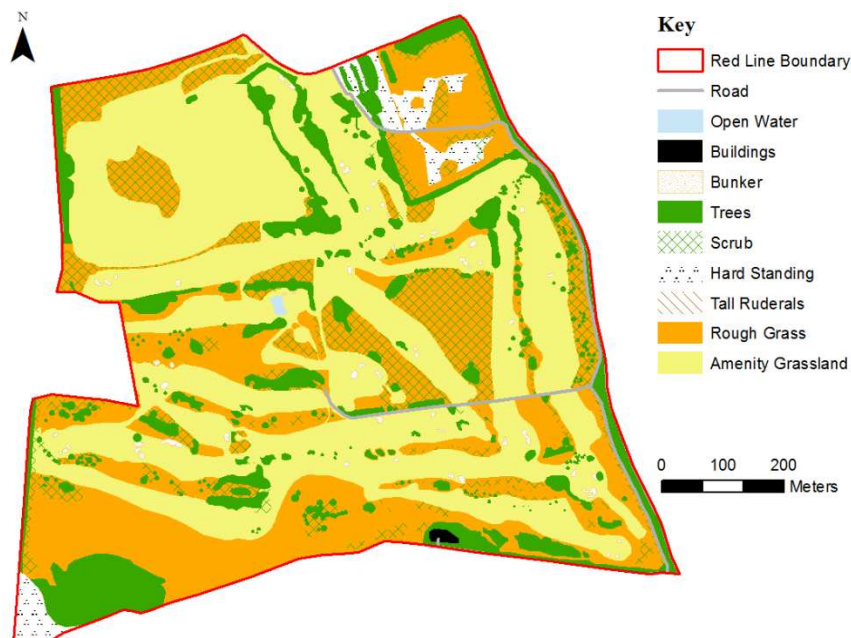 N
Key
Red Line Boundary
Road
Open Water
Buildings
Bunker
Trees
Scrub
Hard Standing
Tall Ruderals
Rough Grass
Amenity Grassland
0 100 200
Meters